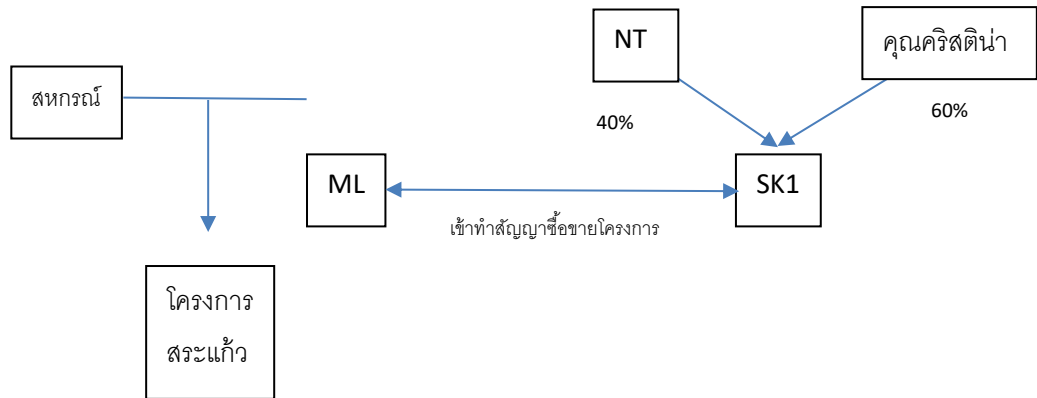 NT
คุณคริสติน่า
สหกรณ์
40%
60%
ML
SK1
เข้าทำสัญญาซื้อขายโครงการ
โครงการ
สระแก้ว